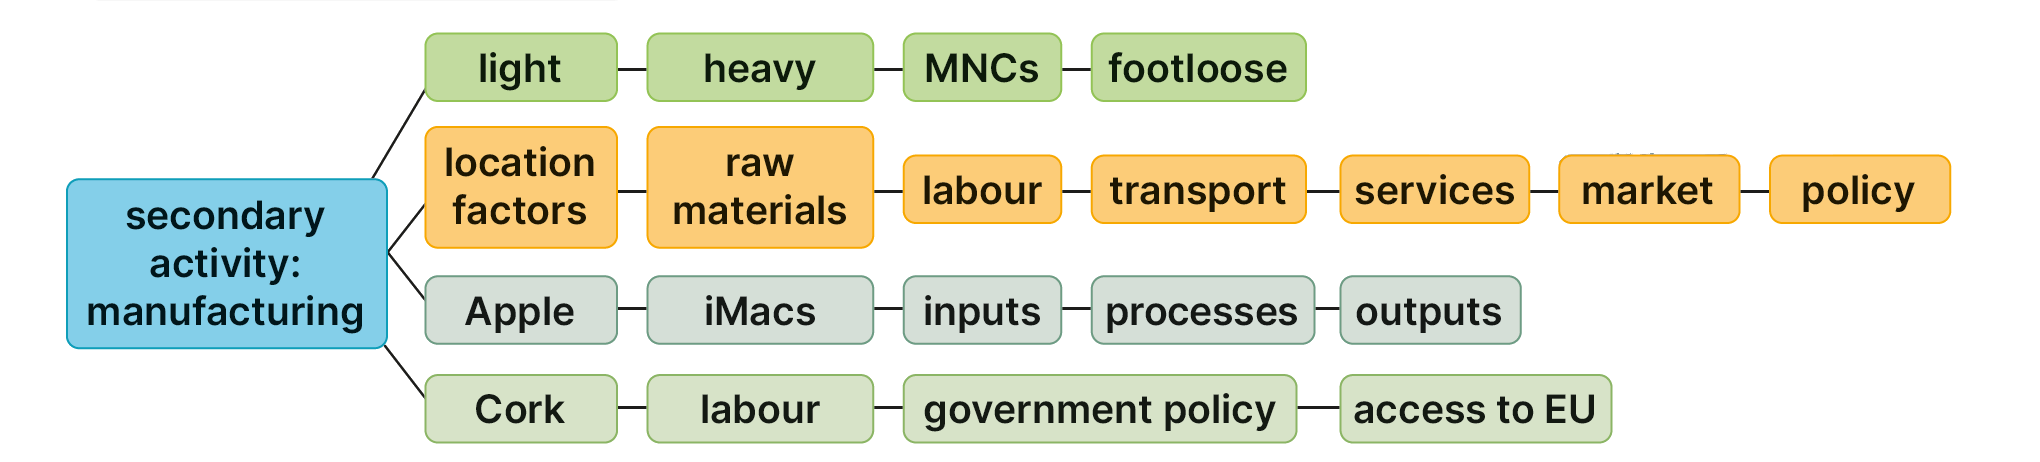 light
heavy
MNCs
footloose
location
factors
raw
materials
labour
transport
services
market
policy
secondary
activity:
manufacturing
Apple
iMacs
inputs
processes
outputs
Cork
labour
government policy
access to EU